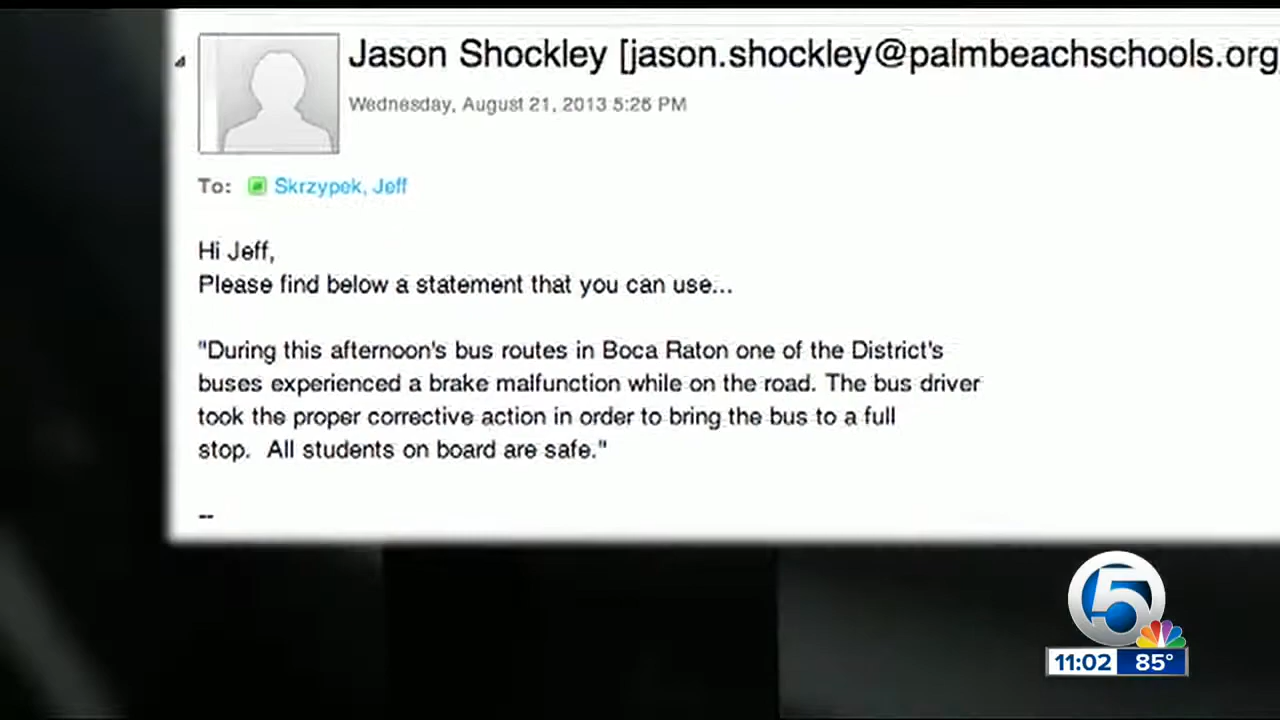 Jason Shockley [jason.shockley@palmbeachschools.org]
Wednesday, August 21, 2013 5:26 PM
To: Skrzypek, Jeff
Hi Jeff,
Please find below a statement that you can use...
"During this afternoon's bus routes in Boca Raton one of the District's
buses experienced a brake malfunction while on the road. The bus driver
took the proper corrective action in order to bring the bus to a full
stop. All students on board are safe."
--
5
11:02 85°